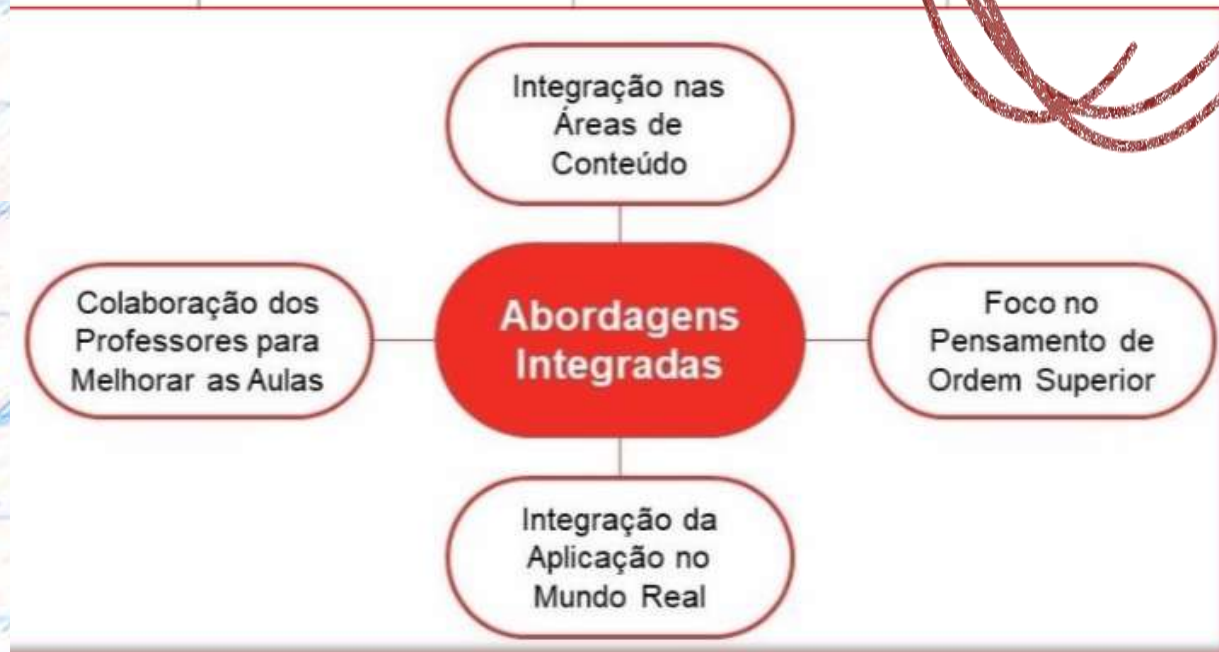 Integração nas
Áreas de
Conteúdo
Colaboração dos
Professores para
Melhorar as Aulas
Abordagens
Integradas
Foco no
Pensamento de
Ordem Superior
Integração da
Aplicação no
Mundo Real